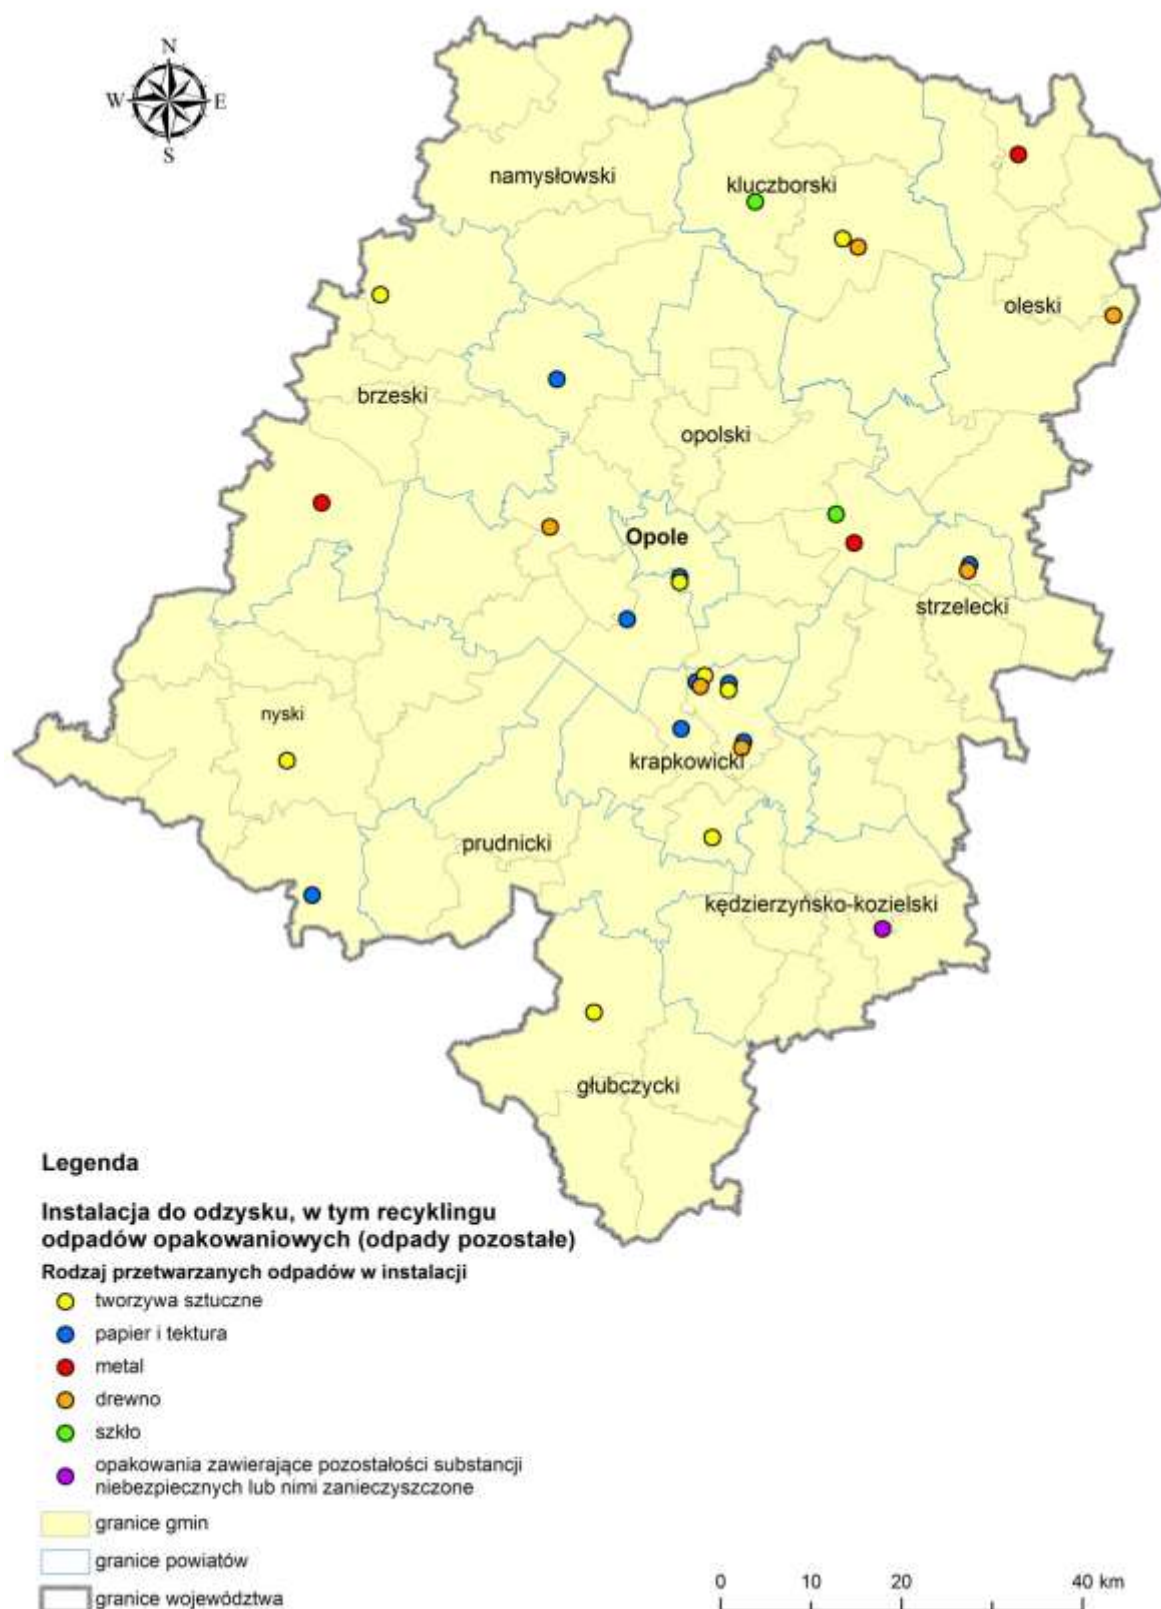 N
W E
S
namysłowski
kluczborski
oleski
brzeski
opolski
Opole
strzelecki
nyski
krapkowicki
prudnicki
kędzierzyńsko-kozielski
głubczycki
Legenda
Instalacja do odzysku, w tym recyklingu
odpadów opakowaniowych (odpady pozostałe)
Rodzaj przetwarzanych odpadów w instalacji
tworzywa sztuczne
papier i tektura
metal
drewno
szkło
opakowania zawierające pozostałości substancji
niebezpiecznych lub nimi zanieczyszczone
granice gmin
granice powiatów
granice województwa
0 10 20 40 km